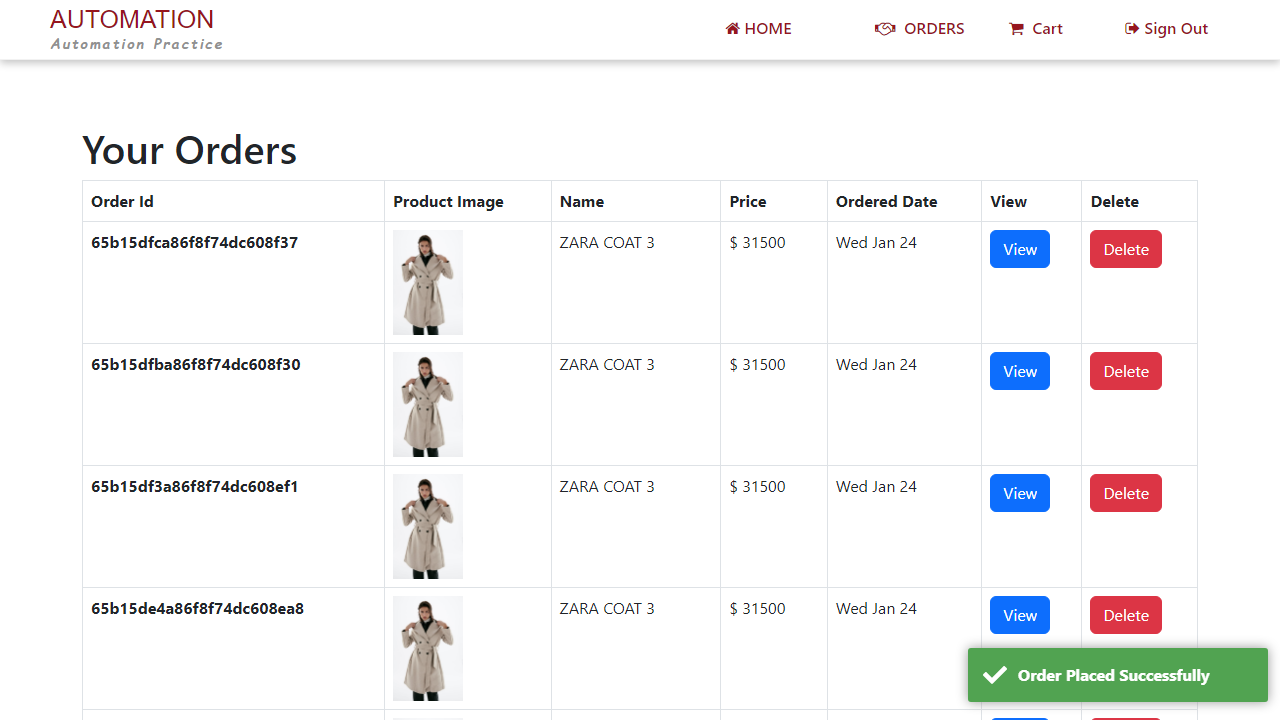 AUTOMATION
Automation Practice
HOME
ORDERS
Cart
Sign Out
Your Orders
Order Id Product Image Name Price Ordered Date View Delete
65b15dfca86f8f74dc608f37 ZARA COAT 3 $ 31500 Wed Jan 24 View Delete
65b15dfba86f8f74dc608f30 ZARA COAT 3 $ 31500 Wed Jan 24 View Delete
65b15df3a86f8f74dc608ef1 ZARA COAT 3 $ 31500 Wed Jan 24 View Delete
65b15de4a86f8f74dc608ea8 ZARA COAT 3 $ 31500 Wed Jan 24 View Delete
Order Placed Successfully